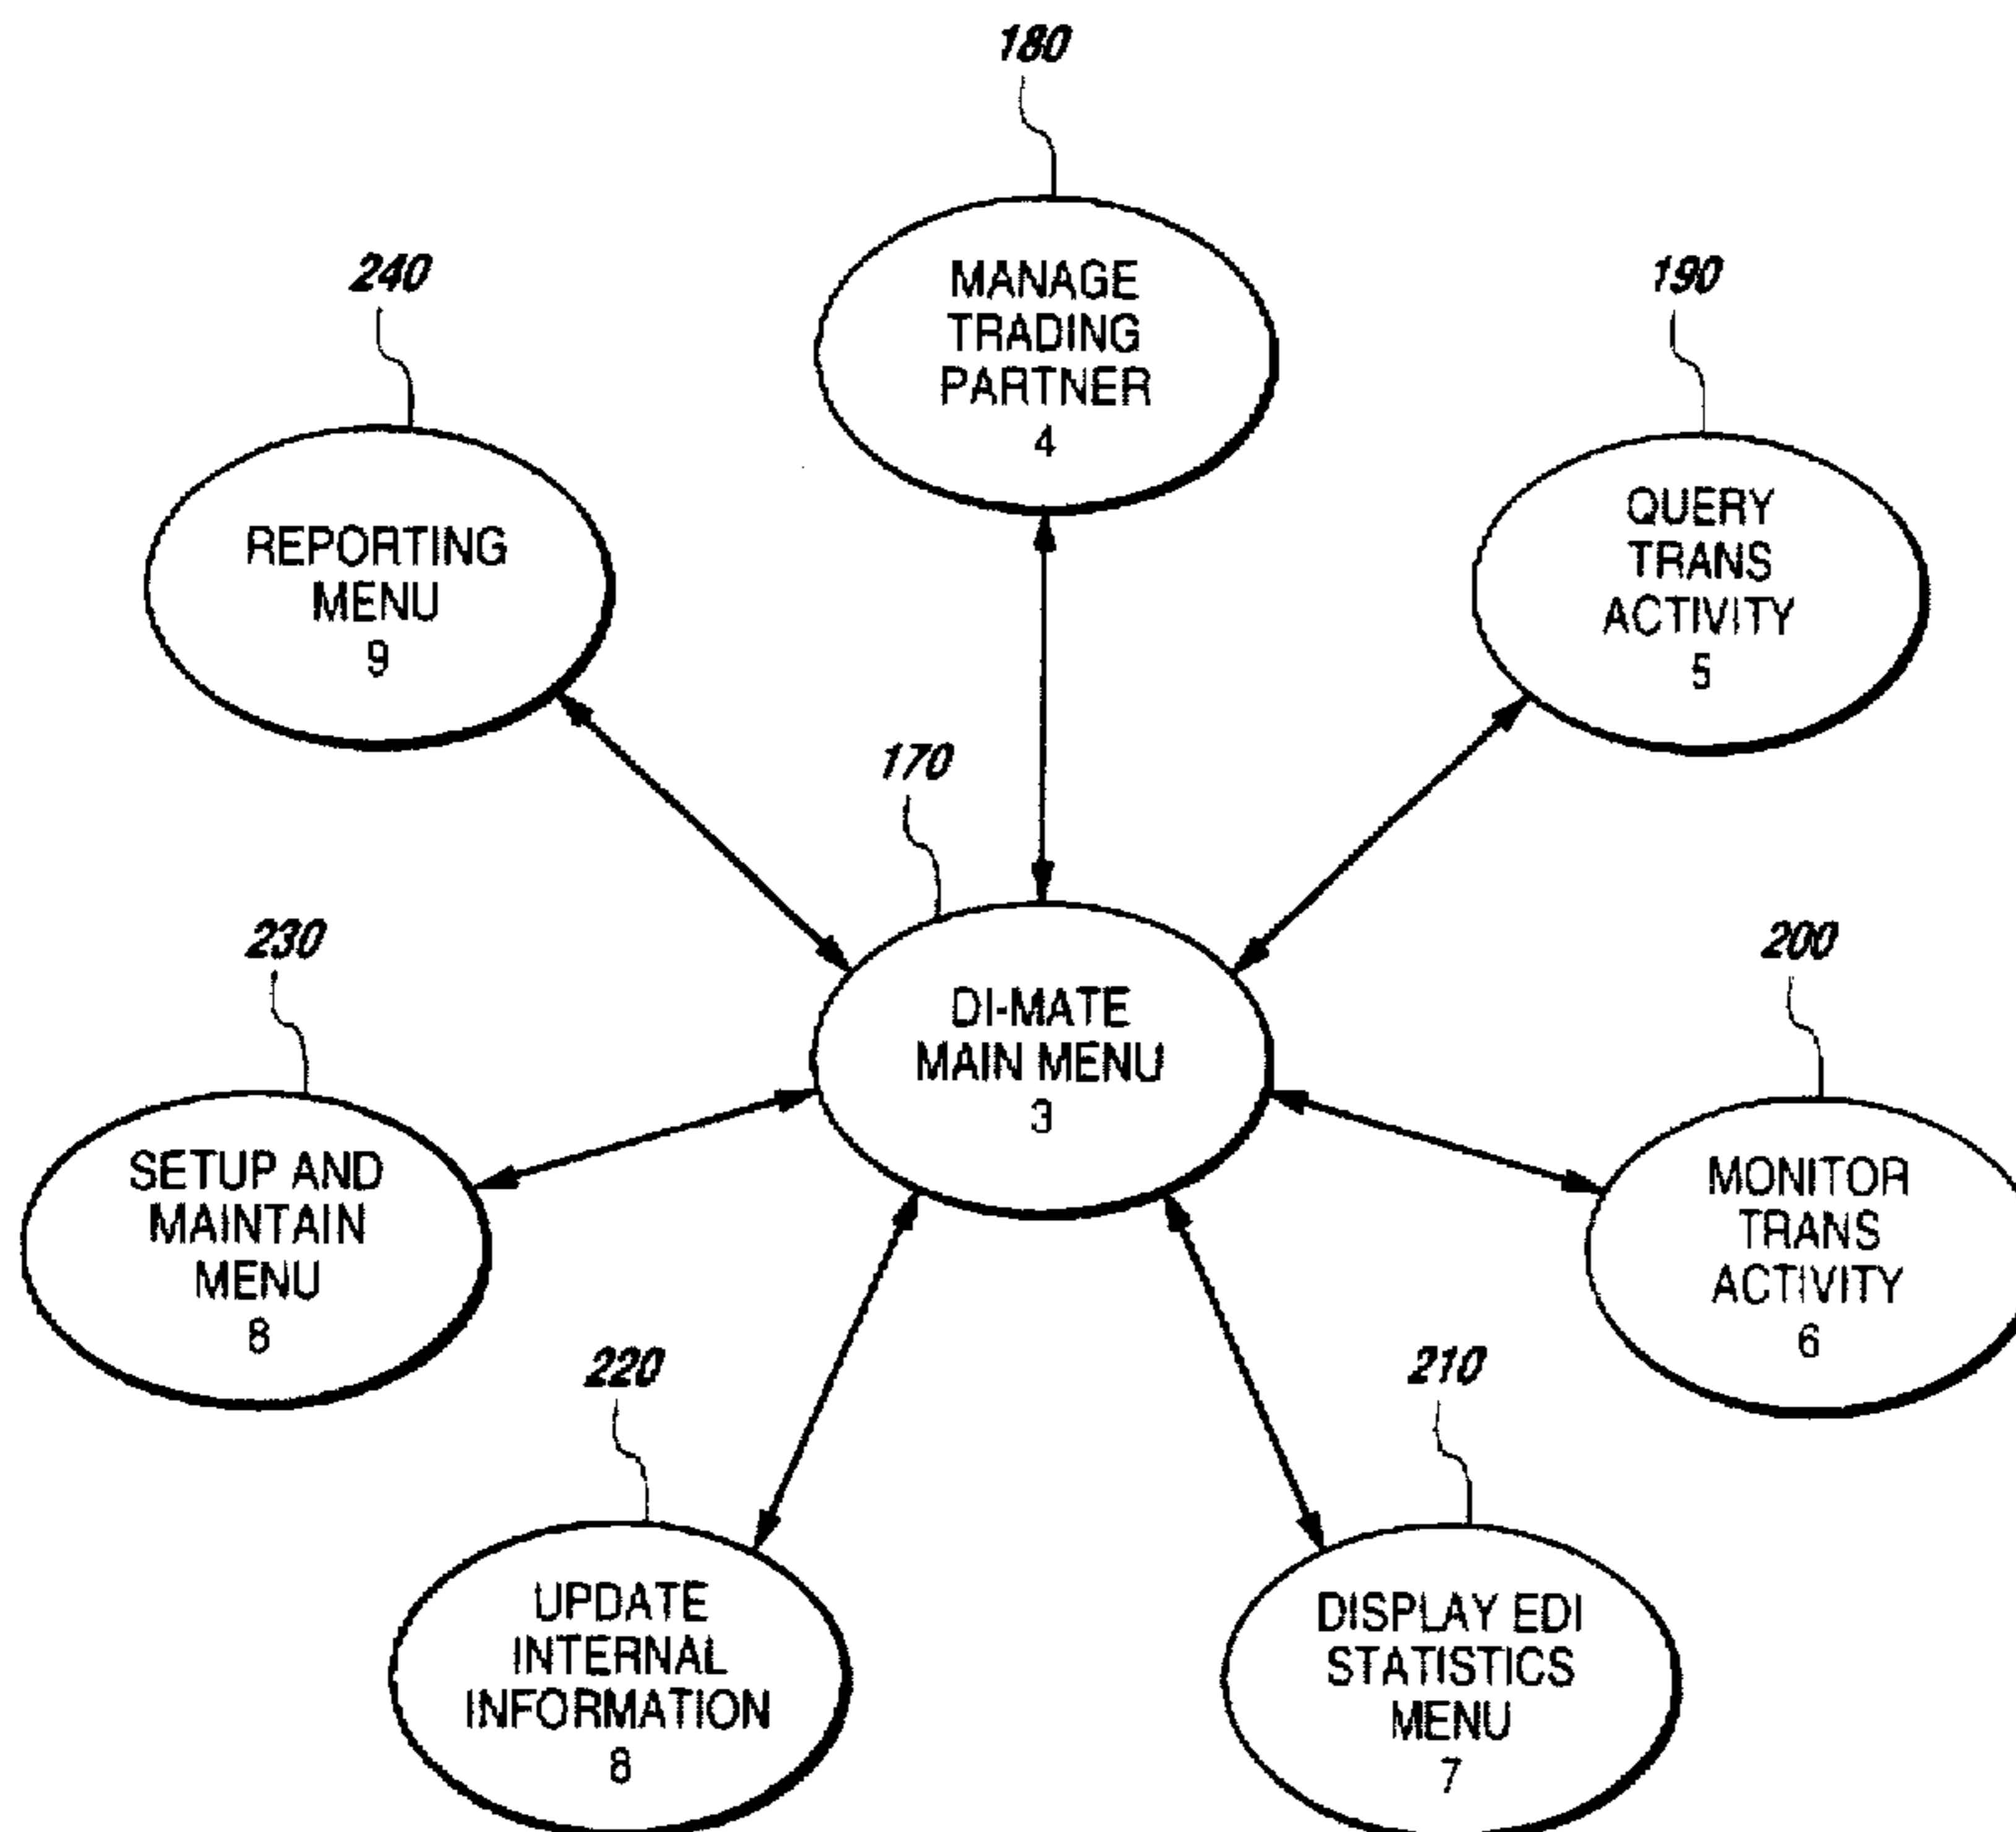 180
MANAGE
TRADING
PARTNER
4
240
REPORTING
MENU
9
190
QUERY
TRANS
ACTIVITY
5
170
DI-MATE
MAIN MENU
3
230
SETUP AND
MAINTAIN
MENU
8
200
MONITOR
TRANS
ACTIVITY
6
220
UPDATE
INTERNAL
INFORMATION
8
210
DISPLAY EDI
STATISTICS
MENU
7